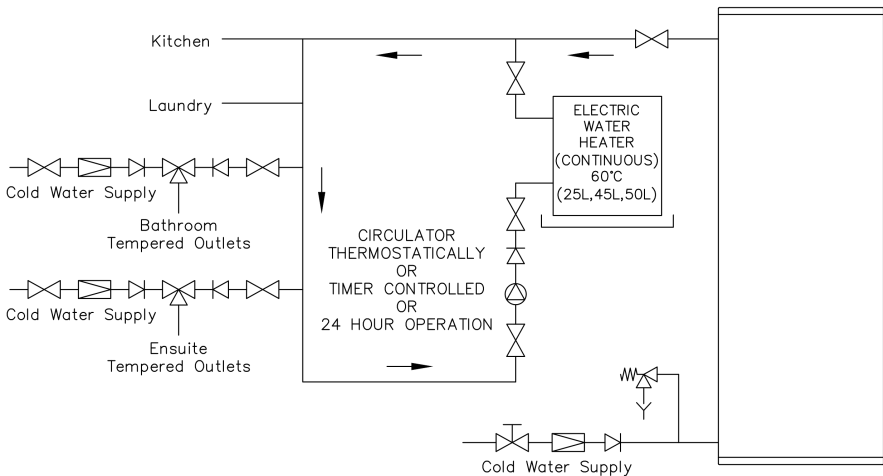 Kitchen
Laundry
Cold Water Supply
Bathroom
Tempered Outlets
Cold Water Supply
Ensuite
Tempered Outlets
CIRCULATOR
THERMOSTATICALLY
OR
TIMER CONTROLLED
OR
24 HOUR OPERATION
ELECTRIC
WATER
HEATER
(CONTINUOUS)
60°C
(25L,45L,50L)
Cold Water Supply